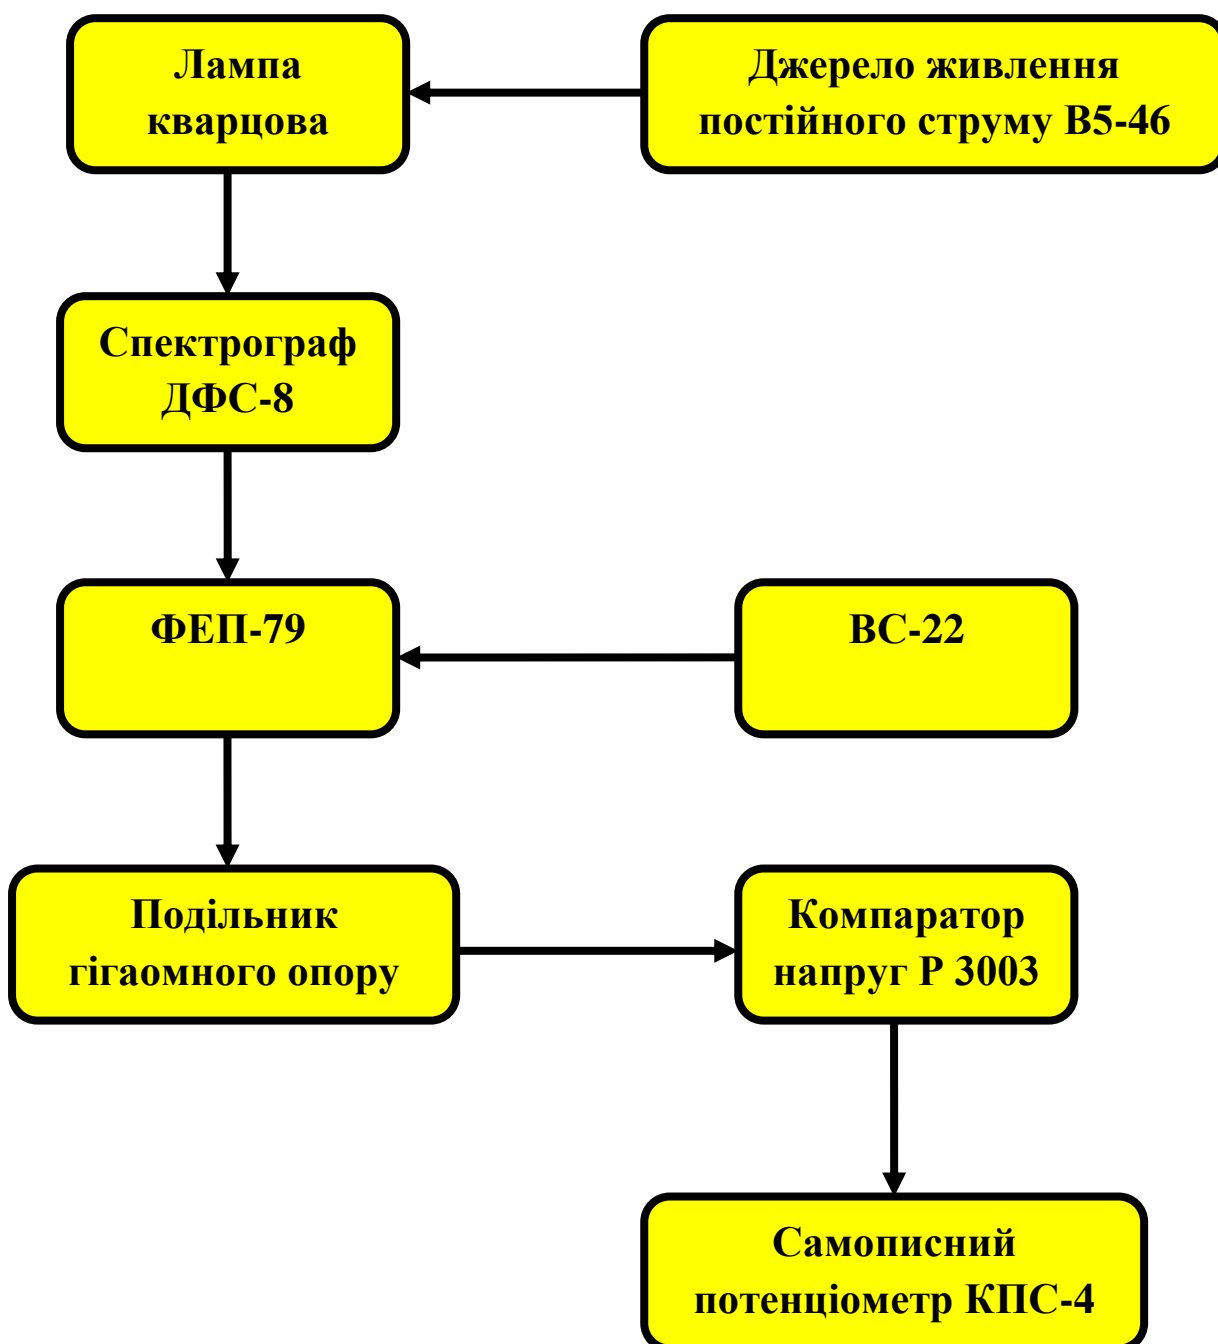 Лампа
кварцова
Джерело живлення
постійного струму В5-46
Спектрограф
ДФС-8
ФЕП-79
ВС-22
Подільник
гігаомного опору
Компаратор
напруг Р 3003
Самописний
потенціометр КПС-4